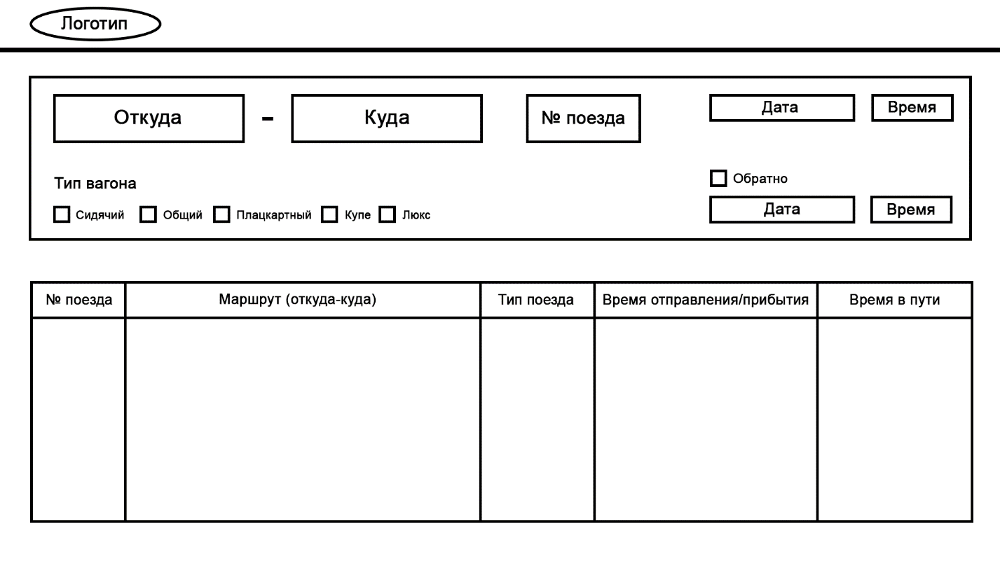 Логотип
Откуда - Куда № поезда Дата Время
Обратно
Тип вагона
Дата Время
Сидячий Общий Плацкартный Купе Люкс
№ поезда Маршрут (откуда-куда) Тип поезда Время отправления/прибытия Время в пути